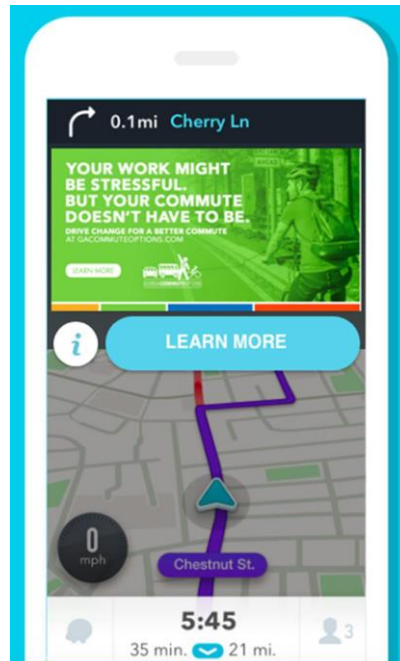 0.1mi Cherry Ln
YOUR WORK MIGHT
BE STRESSFUL.
BUT YOUR COMMUTE
DOESN'T HAVE TO BE.
DRIVE CHANGE FOR A BETTER COMMUTE
AT GACOMMUTEOPTIONS.COM
LEARN MORE
i
LEARN MORE
0
mph
Chestnut St.
5:45
3
35 min. 21 mi.